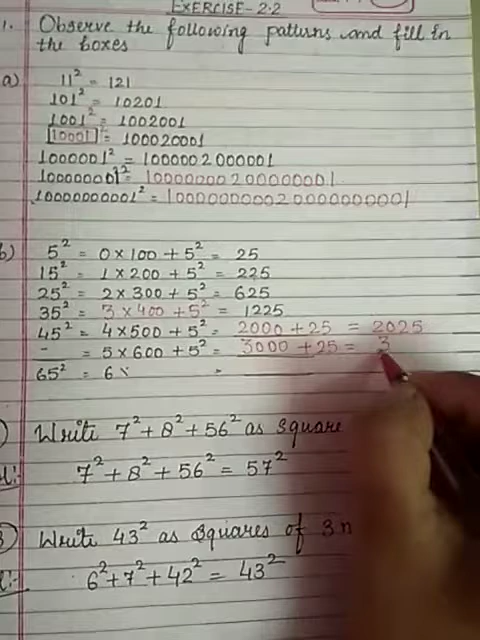 EXERCISE-2.2
1. Observe the following patterns and fill in
the boxes
a)
11² = 121
101² = 10201
1001² = 1002001
10001² = 100020001
1000001² = 1000002000001
10000001² = 100000020000001
1000000000² = 1000000000200000000001
b) 5² = 0×100 + 5² = 25
15² = 1×200 + 5² = 225
25² = 2×300 + 5² = 625
35² = 3×400 + 5² = 1225
45² = 4×500 + 5² = 2000 + 25 = 2025
- = 5×600 + 5² = 3000 + 25 = 3
65² = 6×
Write 7² + 8² + 56² as square
7² + 8² + 56² = 57²
Write 43² as squares of 3 n
6² + 7² + 42² = 43²